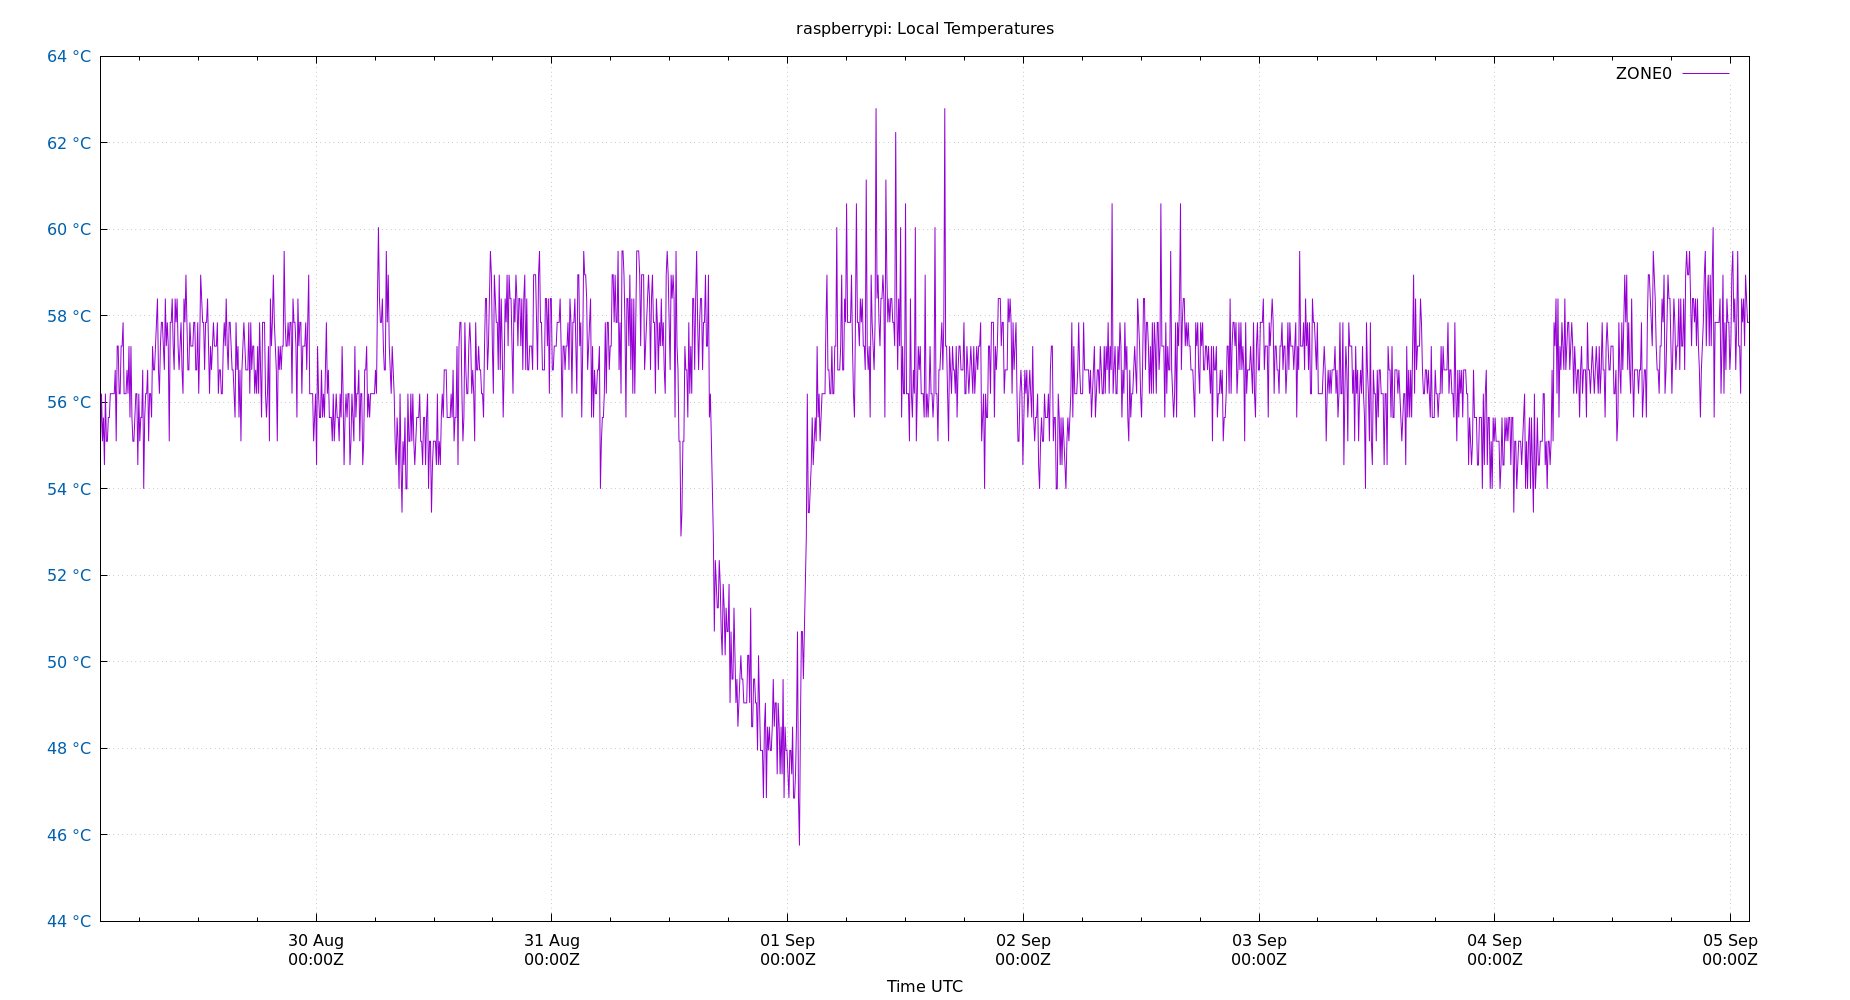 raspberrypi: Local Temperatures
64 °C
ZONE0
62 °C
60 °C
58 °C
56 °C
54 °C
52 °C
50 °C
48 °C
46 °C
44 °C
30 Aug 31 Aug 01 Sep 02 Sep 03 Sep 04 Sep 05 Sep
00:00Z 00:00Z 00:00Z 00:00Z 00:00Z 00:00Z 00:00Z
Time UTC